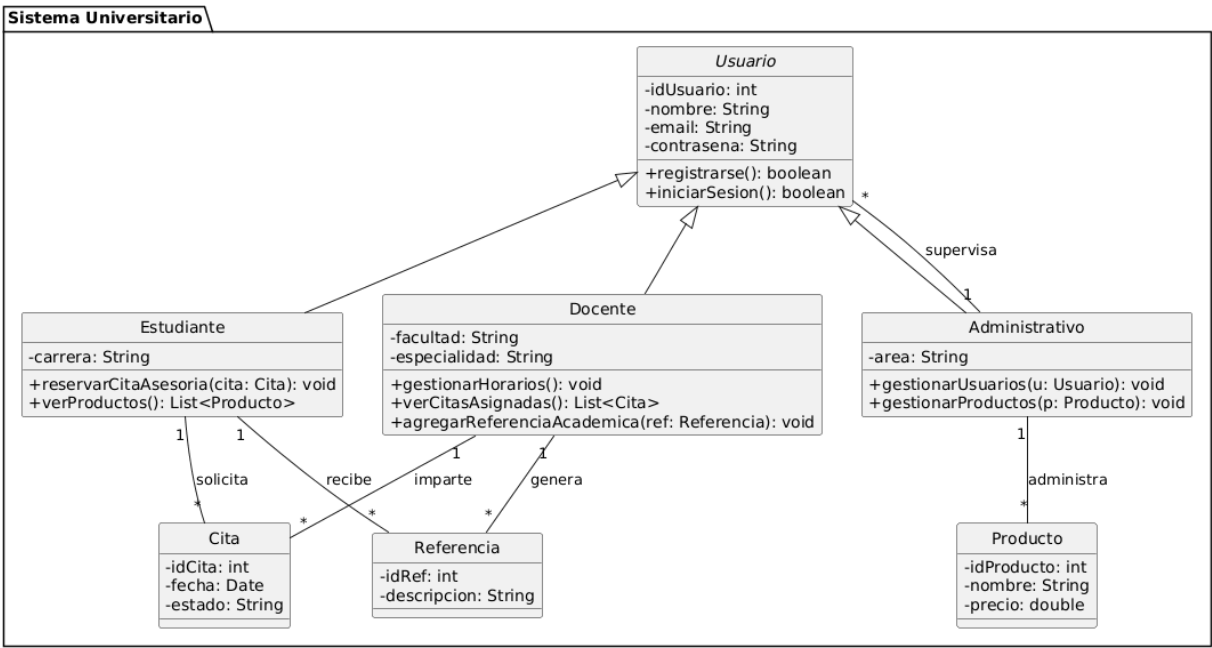 Sistema Universitario
Usuario
-idUsuario: int
-nombre: String
-email: String
-contrasena: String
+registrarse(): boolean
+iniciarSesion(): boolean
*
supervisa
1
Estudiante
-carrera: String
+reservarCitaAsesoria(cita: Cita): void
+verProductos(): List<Producto>
Docente
-facultad: String
-especialidad: String
+gestionarHorarios(): void
+verCitasAsignadas(): List<Cita>
+agregarReferenciaAcademica(ref: Referencia): void
Administrativo
-area: String
+gestionarUsuarios(u: Usuario): void
+gestionarProductos(p: Producto): void
1
solicita
*
1
recibe
*
1
imparte
*
1
genera
*
1
administra
*
Cita
-idCita: int
-fecha: Date
-estado: String
Referencia
-idRef: int
-descripcion: String
Producto
-idProducto: int
-nombre: String
-precio: double